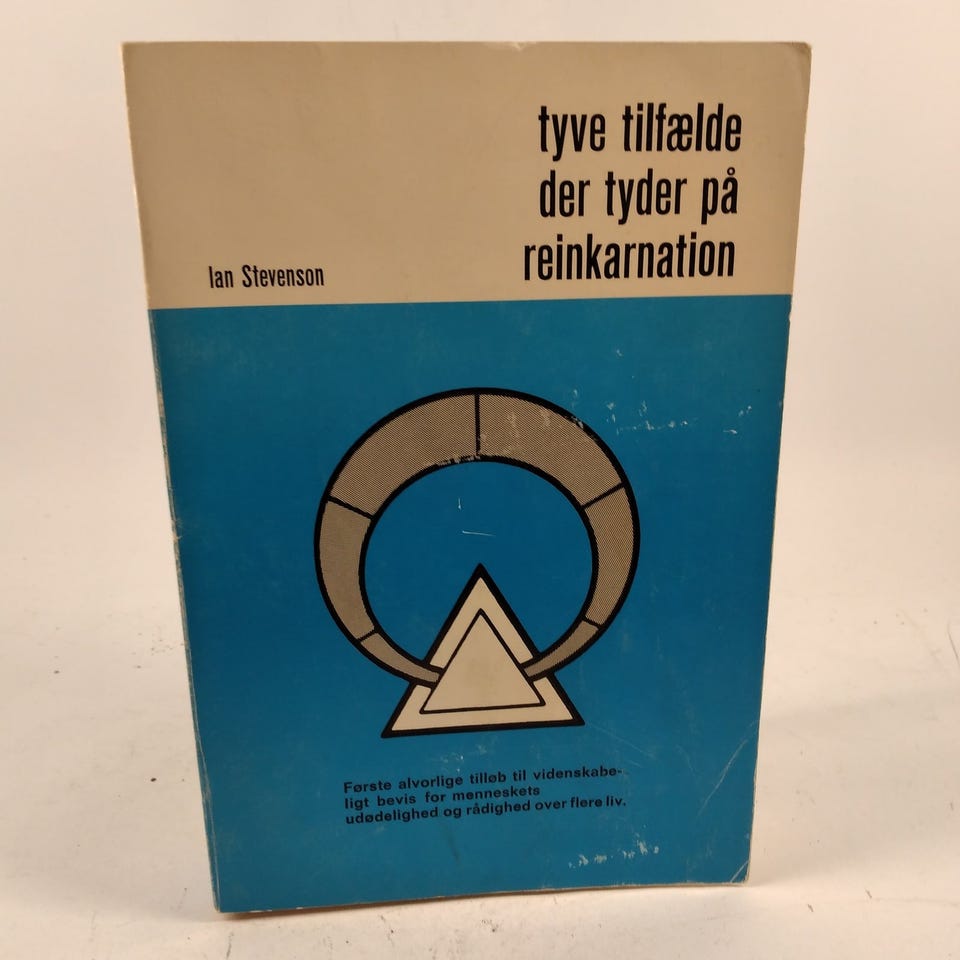 tyve tilfælde
der tyder på
reinkarnation
Ian Stevenson
Første alvorlige tilløb til videnskabe-
ligt bevis for menneskets
udødelighed og rådighed over flere liv.